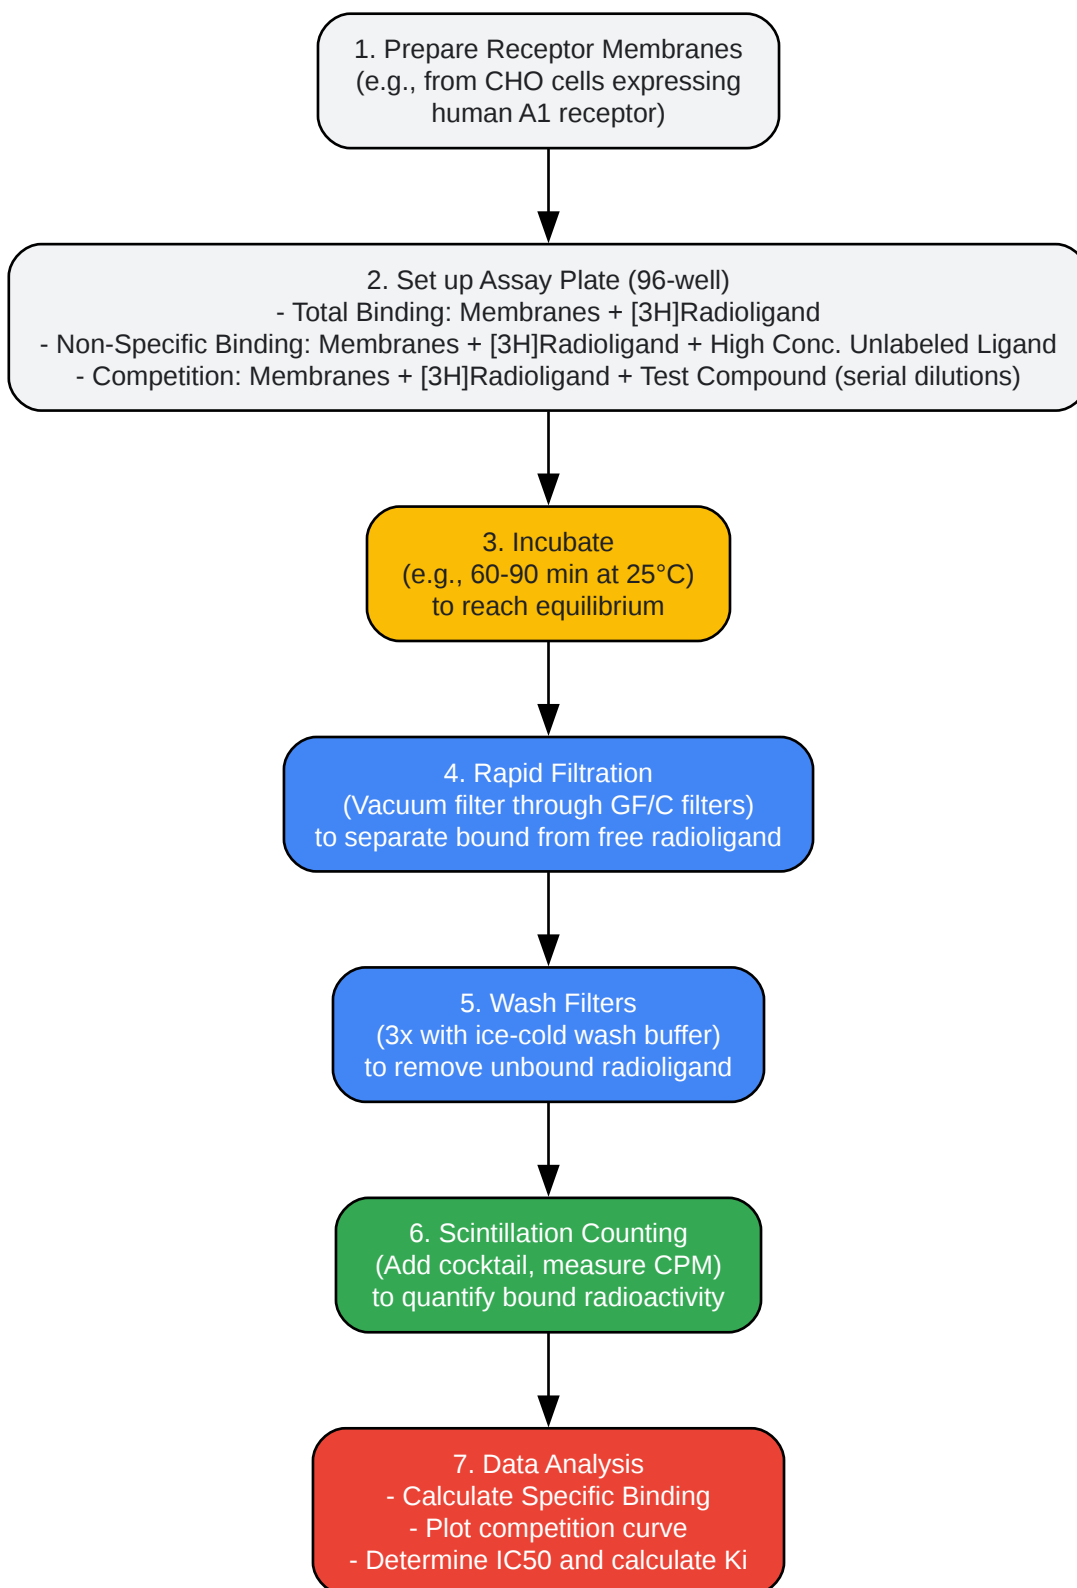 1. Prepare Receptor Membranes
(e.g., from CHO cells expressing
human A1 receptor)
2. Set up Assay Plate (96-well)
- Total Binding: Membranes + [3H]Radioligand
- Non-Specific Binding: Membranes + [3H]Radioligand + High Conc. Unlabeled Ligand
- Competition: Membranes + [3H]Radioligand + Test Compound (serial dilutions)
3. Incubate
(e.g., 60-90 min at 25°C)
to reach equilibrium
4. Rapid Filtration
(Vacuum filter through GF/C filters)
to separate bound from free radioligand
5. Wash Filters
(3x with ice-cold wash buffer)
to remove unbound radioligand
6. Scintillation Counting
(Add cocktail, measure CPM)
to quantify bound radioactivity
7. Data Analysis
- Calculate Specific Binding
- Plot competition curve
- Determine IC50 and calculate Ki